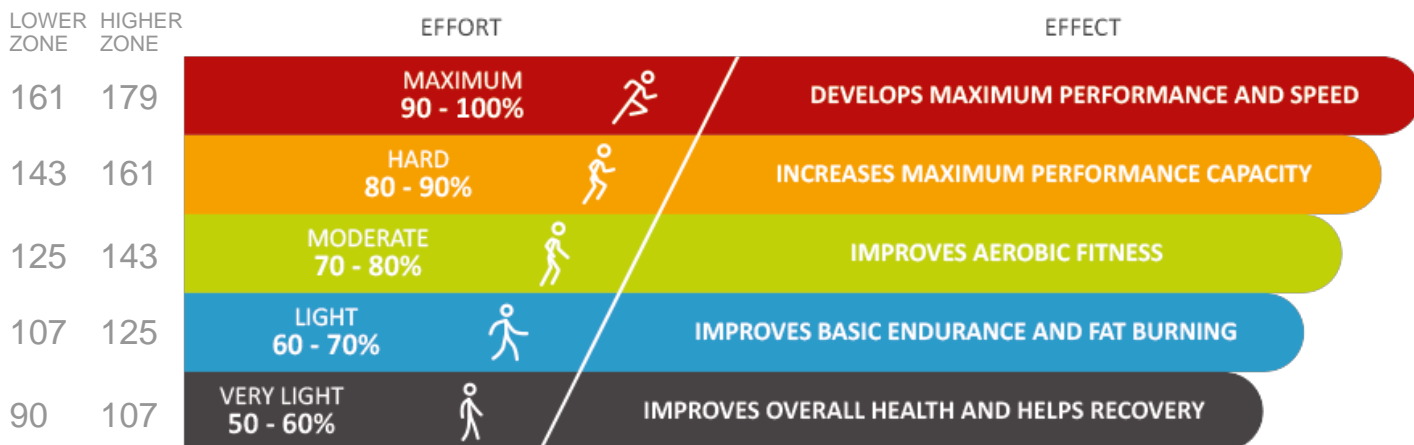 LOWER HIGHER
ZONE ZONE
EFFORT
EFFECT
161 179
MAXIMUM
90 - 100%
DEVELOPS MAXIMUM PERFORMANCE AND SPEED
143 161
HARD
80 - 90%
INCREASES MAXIMUM PERFORMANCE CAPACITY
125 143
MODERATE
70 - 80%
IMPROVES AEROBIC FITNESS
107 125
LIGHT
60 - 70%
IMPROVES BASIC ENDURANCE AND FAT BURNING
90 107
VERY LIGHT
50 - 60%
IMPROVES OVERALL HEALTH AND HELPS RECOVERY